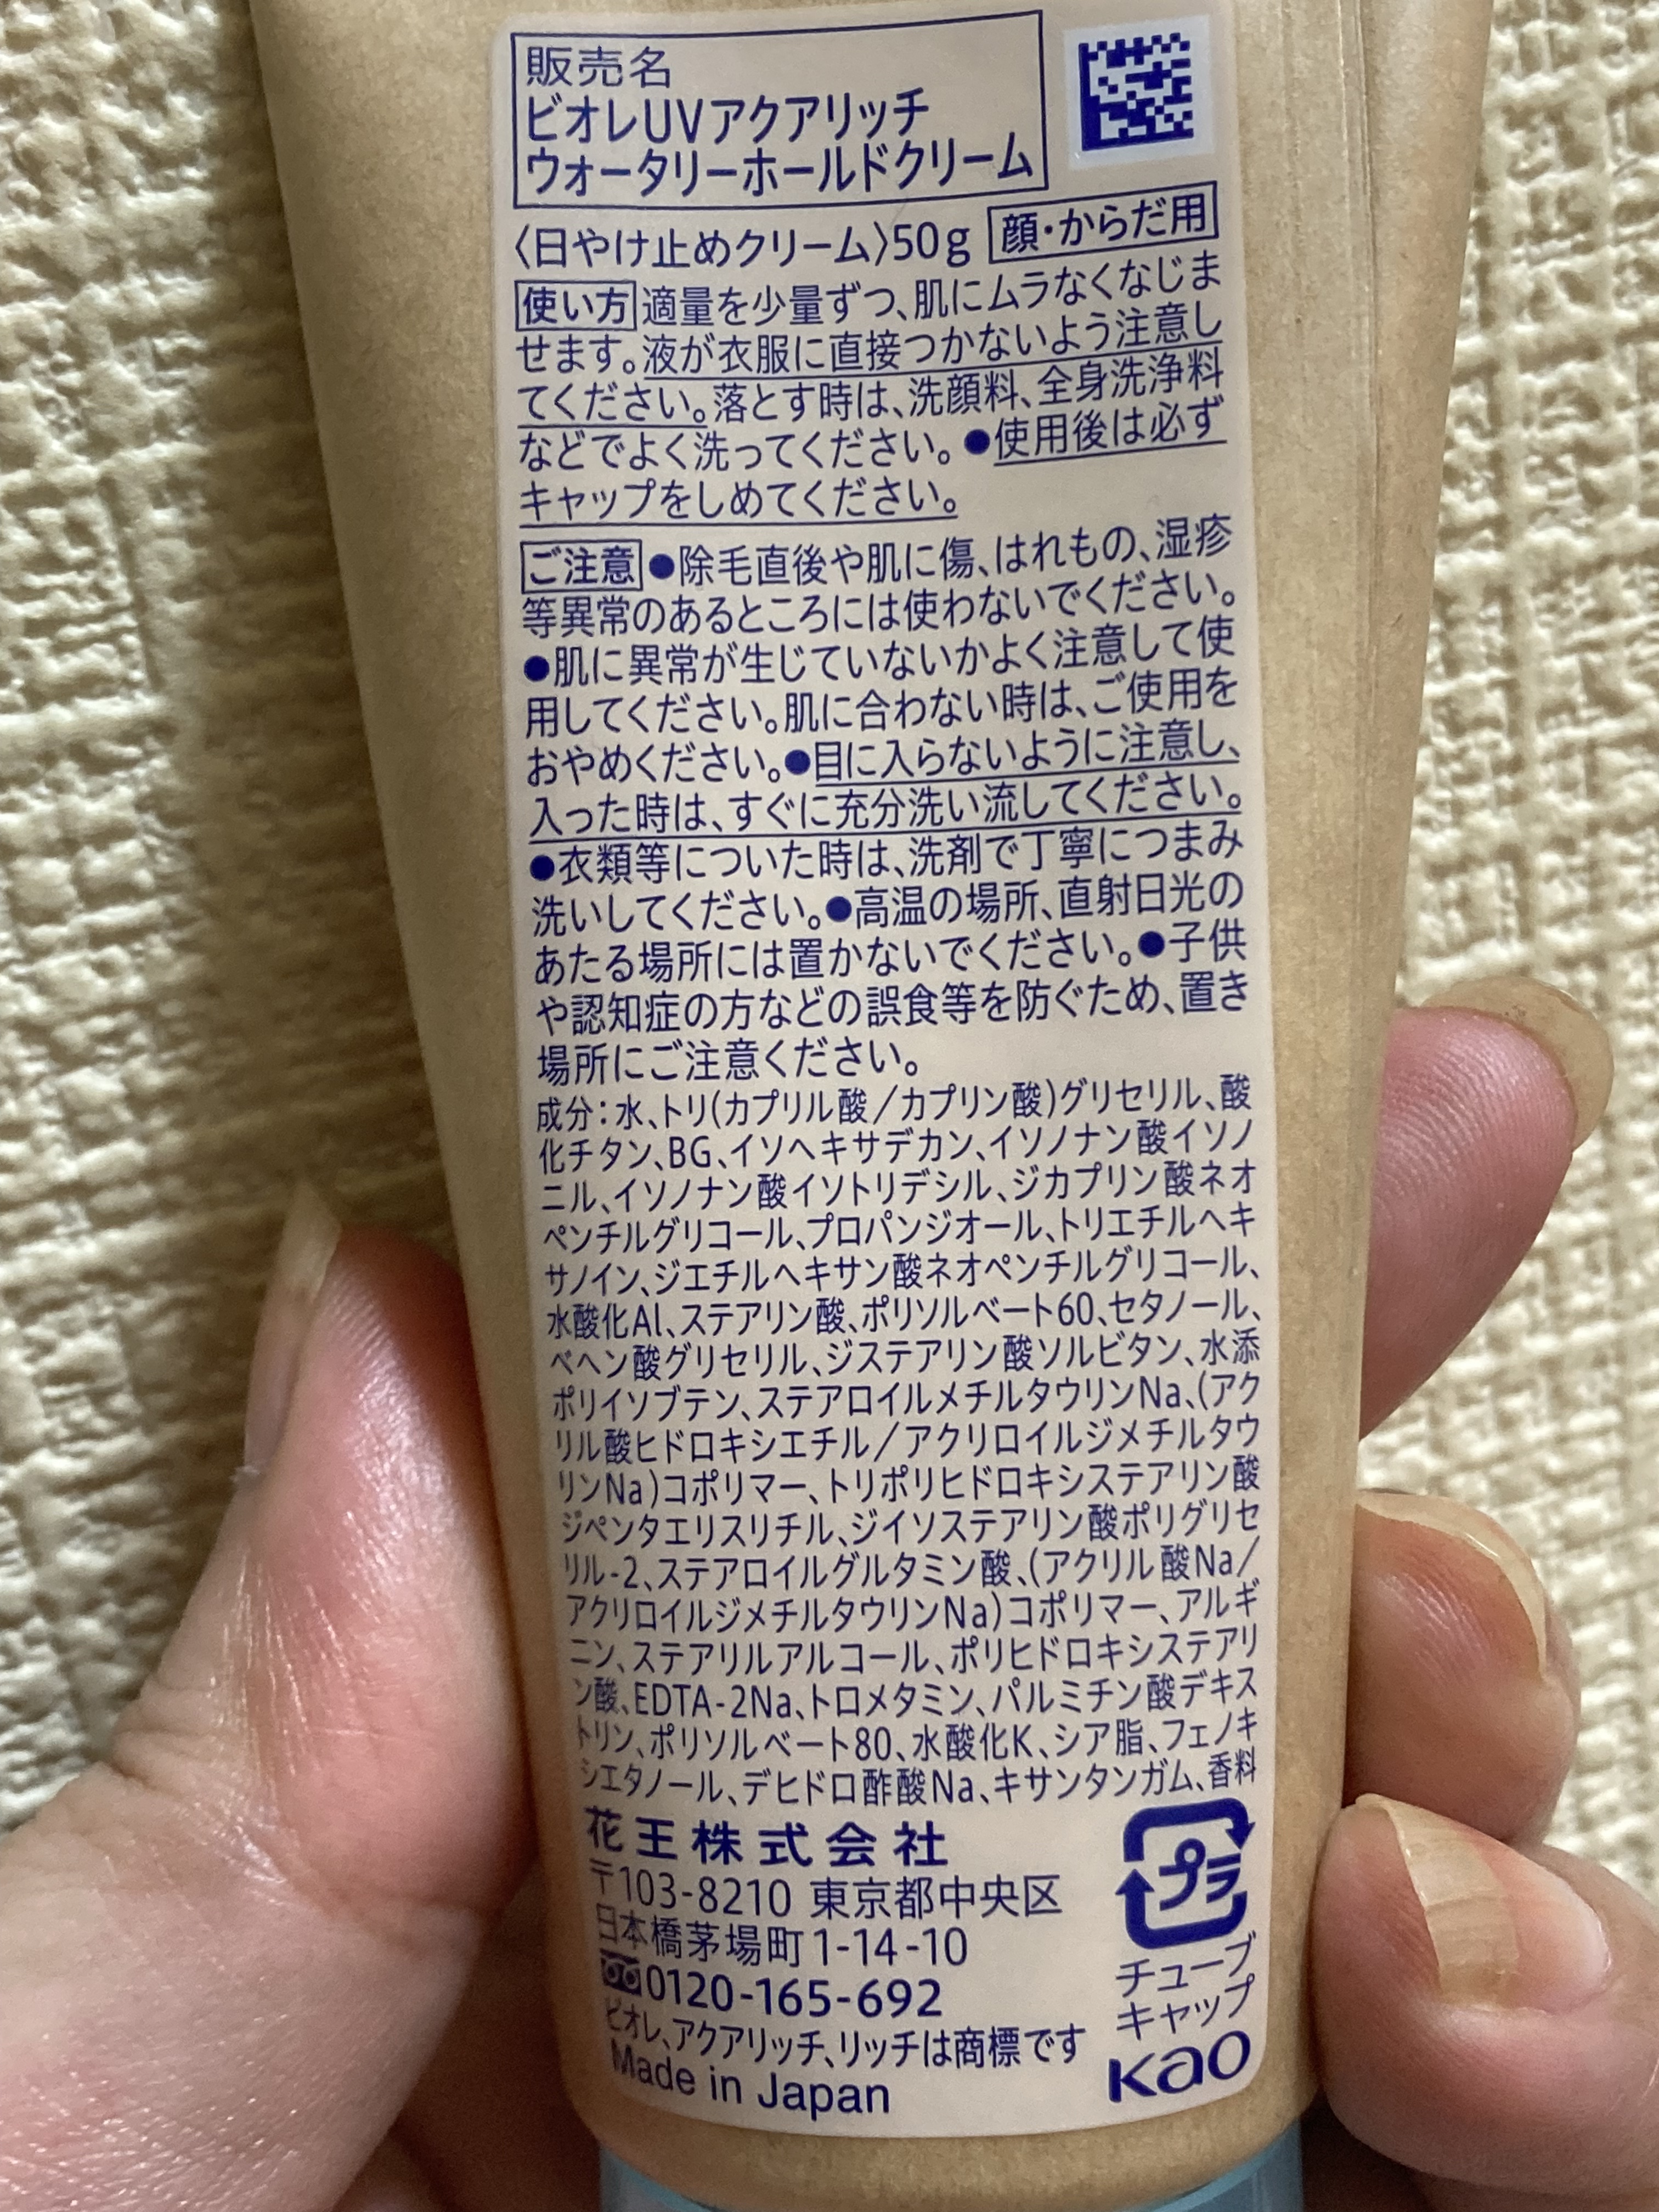 販売名
ビオレUVアクアリッチ
ウォータリーホールドクリーム
〈日やけ止めクリーム〉50g 顔・からだ用
使い方 適量を少量ずつ、肌にムラなくなじま
せます。液が衣服に直接つかないよう注意し
てください。落とす時は、洗顔料、全身洗浄料
などでよく洗ってください。●使用後は必ず
キャップをしめてください。
ご注意 ●除毛直後や肌に傷、はれもの、湿疹
等異常のあるところには使わないでください。
●肌に異常が生じていないかよく注意して使
用してください。肌に合わない時は、ご使用を
おやめください。●目に入らないように注意し、
入った時は、すぐに充分洗い流してください。
●衣類等についた時は、洗剤で丁寧につまみ
洗いしてください。●高温の場所、直射日光の
あたる場所には置かないでください。●子供
や認知症の方などの誤食等を防ぐため、置き
場所にご注意ください。
成分：水、トリ(カプリル酸/カプリン酸)グリセリル、酸
化チタン、BG、イソヘキサデカン、イソノナン酸イソノ
ニル、イソノナン酸イソトリデシル、ジカプリン酸ネオ
ペンチルグリコール、プロパンジオール、トリエチルヘキ
サノイン、ジエチルヘキサン酸ネオペンチルグリコール、
水酸化Al、ステアリン酸、ポリソルベート60、セタノール、
ベヘン酸グリセリル、ジステアリン酸ソルビタン、水添
ポリイソブテン、ステアロイルメチルタウリンNa、(アク
リル酸ヒドロキシエチル/アクリロイルジメチルタウ
リンNa)コポリマー、トリポリヒドロキシステアリン酸
ジペンタエリスリチル、ジイソステアリン酸ポリグリセ
リル-2、ステアロイルグルタミン酸、(アクリル酸Na/
アクリロイルジメチルタウリンNa)コポリマー、アルギ
ニン、ステアリルアルコール、ポリヒドロキシステアリ
ン酸、EDTA-2Na、トロメタミン、パルミチン酸デキス
トリン、ポリソルベート80、水酸化K、シア脂、フェノキ
シエタノール、デヒドロ酢酸Na、キサンタンガム、香料
花王株式会社
〒103-8210 東京都中央区
日本橋茅場町1-14-10
0120-165-692
ビオレ、アクアリッチ、リッチは商標です
Made in Japan
プラ
チューブ
キャップ
Kao